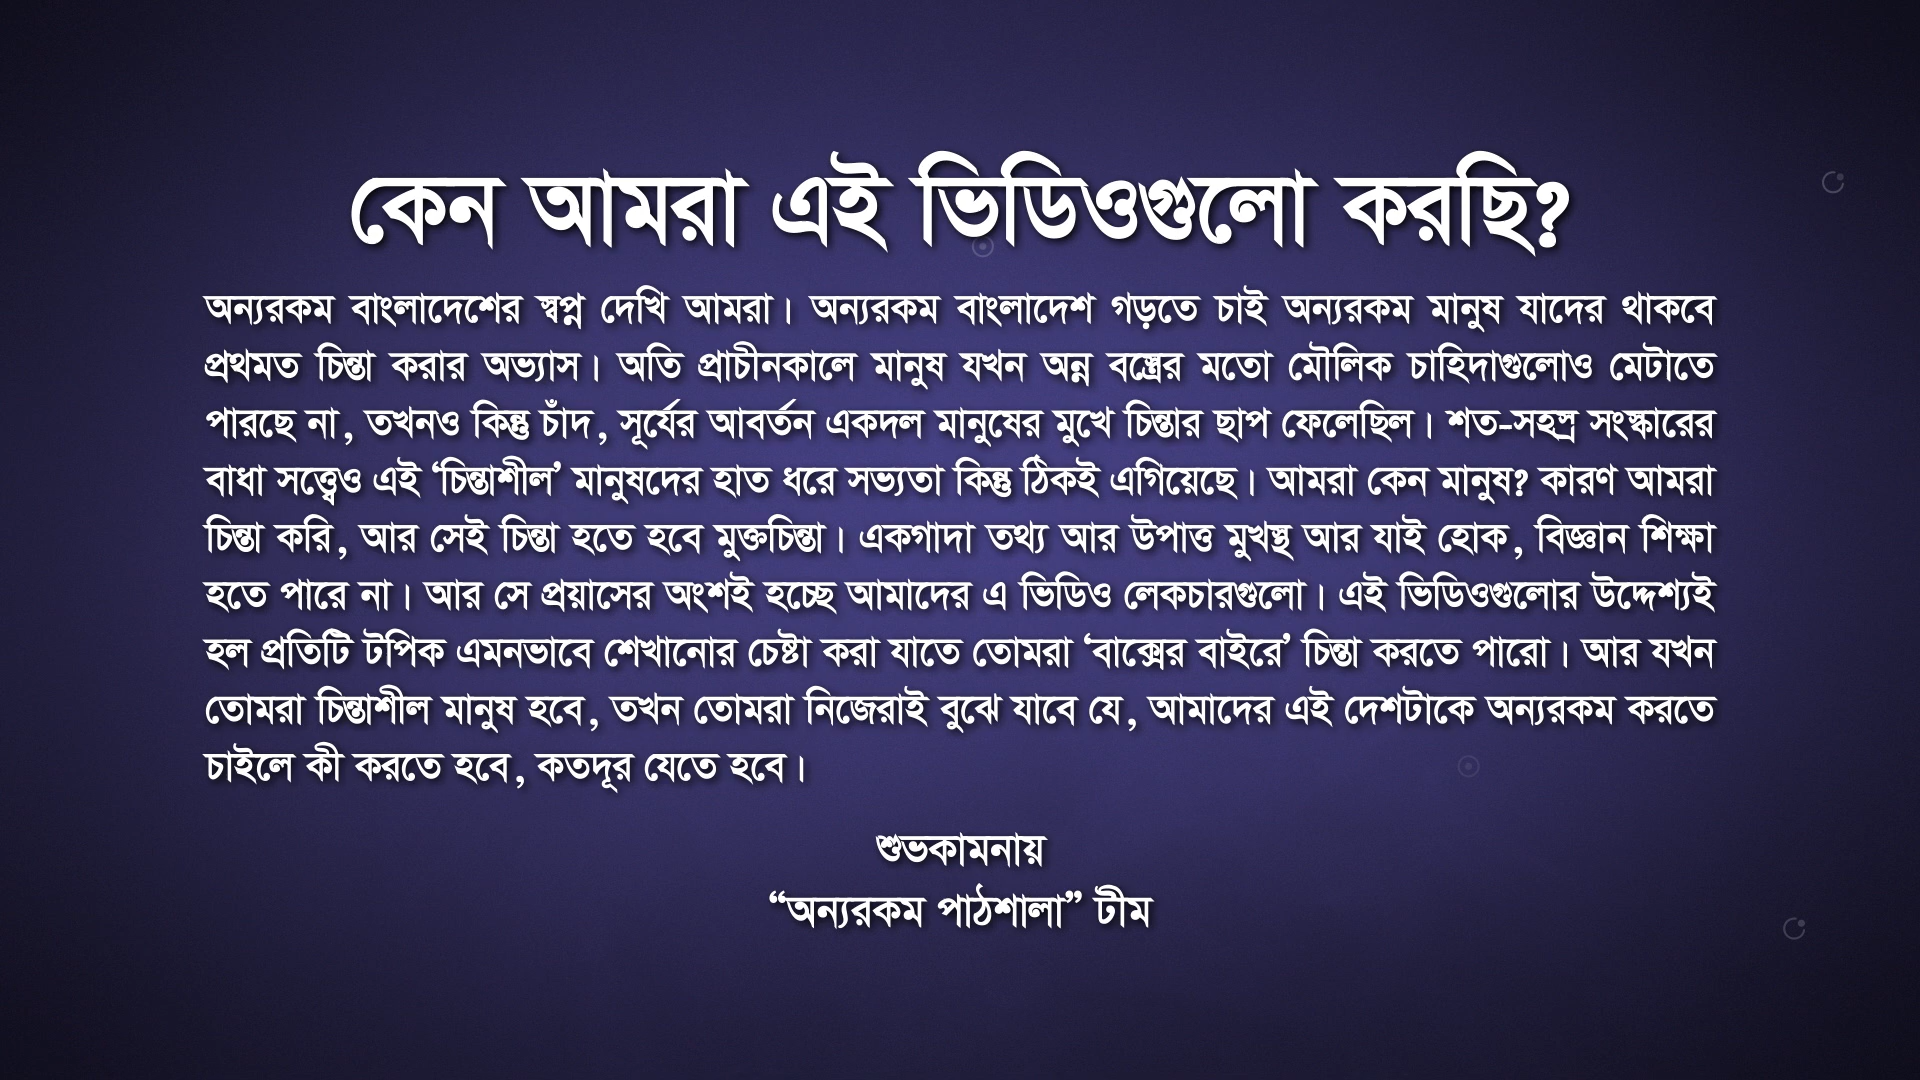 কেন আমরা এই ভিডিওগুলো করছি?
অন্যরকম বাংলাদেশের স্বপ্ন দেখি আমরা। অন্যরকম বাংলাদেশ গড়তে চাই অন্যরকম মানুষ যাদের থাকবে
প্রথমত চিন্তা করার অভ্যাস। অতি প্রাচীনকালে মানুষ যখন অন্ন বস্ত্রের মতো মৌলিক চাহিদাগুলোও মেটাতে
পারছে না, তখনও কিন্তু চাঁদ, সূর্যের আবর্তন একদল মানুষের মুখে চিন্তার ছাপ ফেলেছিল। শত-সহস্র সংস্কারের
বাধা সত্ত্বেও এই ‘চিন্তাশীল’ মানুষদের হাত ধরে সভ্যতা কিন্তু ঠিকই এগিয়েছে। আমরা কেন মানুষ? কারণ আমরা
চিন্তা করি, আর সেই চিন্তা হতে হবে মুক্তচিন্তা। একগাদা তথ্য আর উপাত্ত মুখস্থ আর যাই হোক, বিজ্ঞান শিক্ষা
হতে পারে না। আর সে প্রয়াসের অংশই হচ্ছে আমাদের এ ভিডিও লেকচারগুলো। এই ভিডিওগুলোর উদ্দেশ্যই
হল প্রতিটি টপিক এমনভাবে শেখানোর চেষ্টা করা যাতে তোমরা ‘বাক্সের বাইরে’ চিন্তা করতে পারো। আর যখন
তোমরা চিন্তাশীল মানুষ হবে, তখন তোমরা নিজেরাই বুঝে যাবে যে, আমাদের এই দেশটাকে অন্যরকম করতে
চাইলে কী করতে হবে, কতদূর যেতে হবে।
শুভকামনায়
“অন্যরকম পাঠশালা” টীম